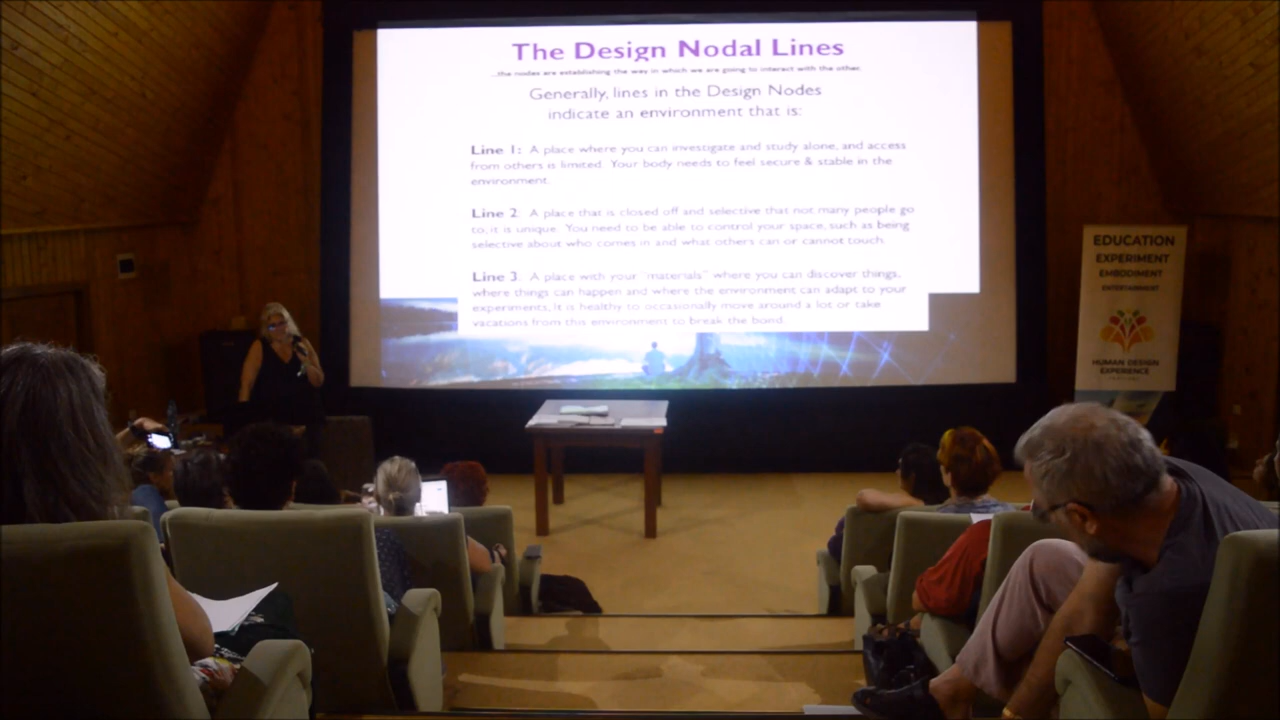 The Design Nodal Lines
...the nodes are establishing the way in which we are going to interact with the other.
Generally, lines in the Design Nodes
indicate an environment that is:
Line 1: A place where you can investigate and study alone, and access
from others is limited. Your body needs to feel secure & stable in the
environment.
Line 2: A place that is closed off and selective that not many people go
to, it is unique. You need to be able to control your space, such as being
selective about who comes in and what others can or cannot touch.
Line 3: A place with your "materials" where you can discover things,
where things can happen and where the environment can adapt to your
experiments, It is healthy to occasionally move around a lot or take
vacations from this environment to break the bond.
EDUCATION
EXPERIMENT
EMBODIMENT
ENTERTAINMENT
HUMAN DESIGN
EXPERIENCE